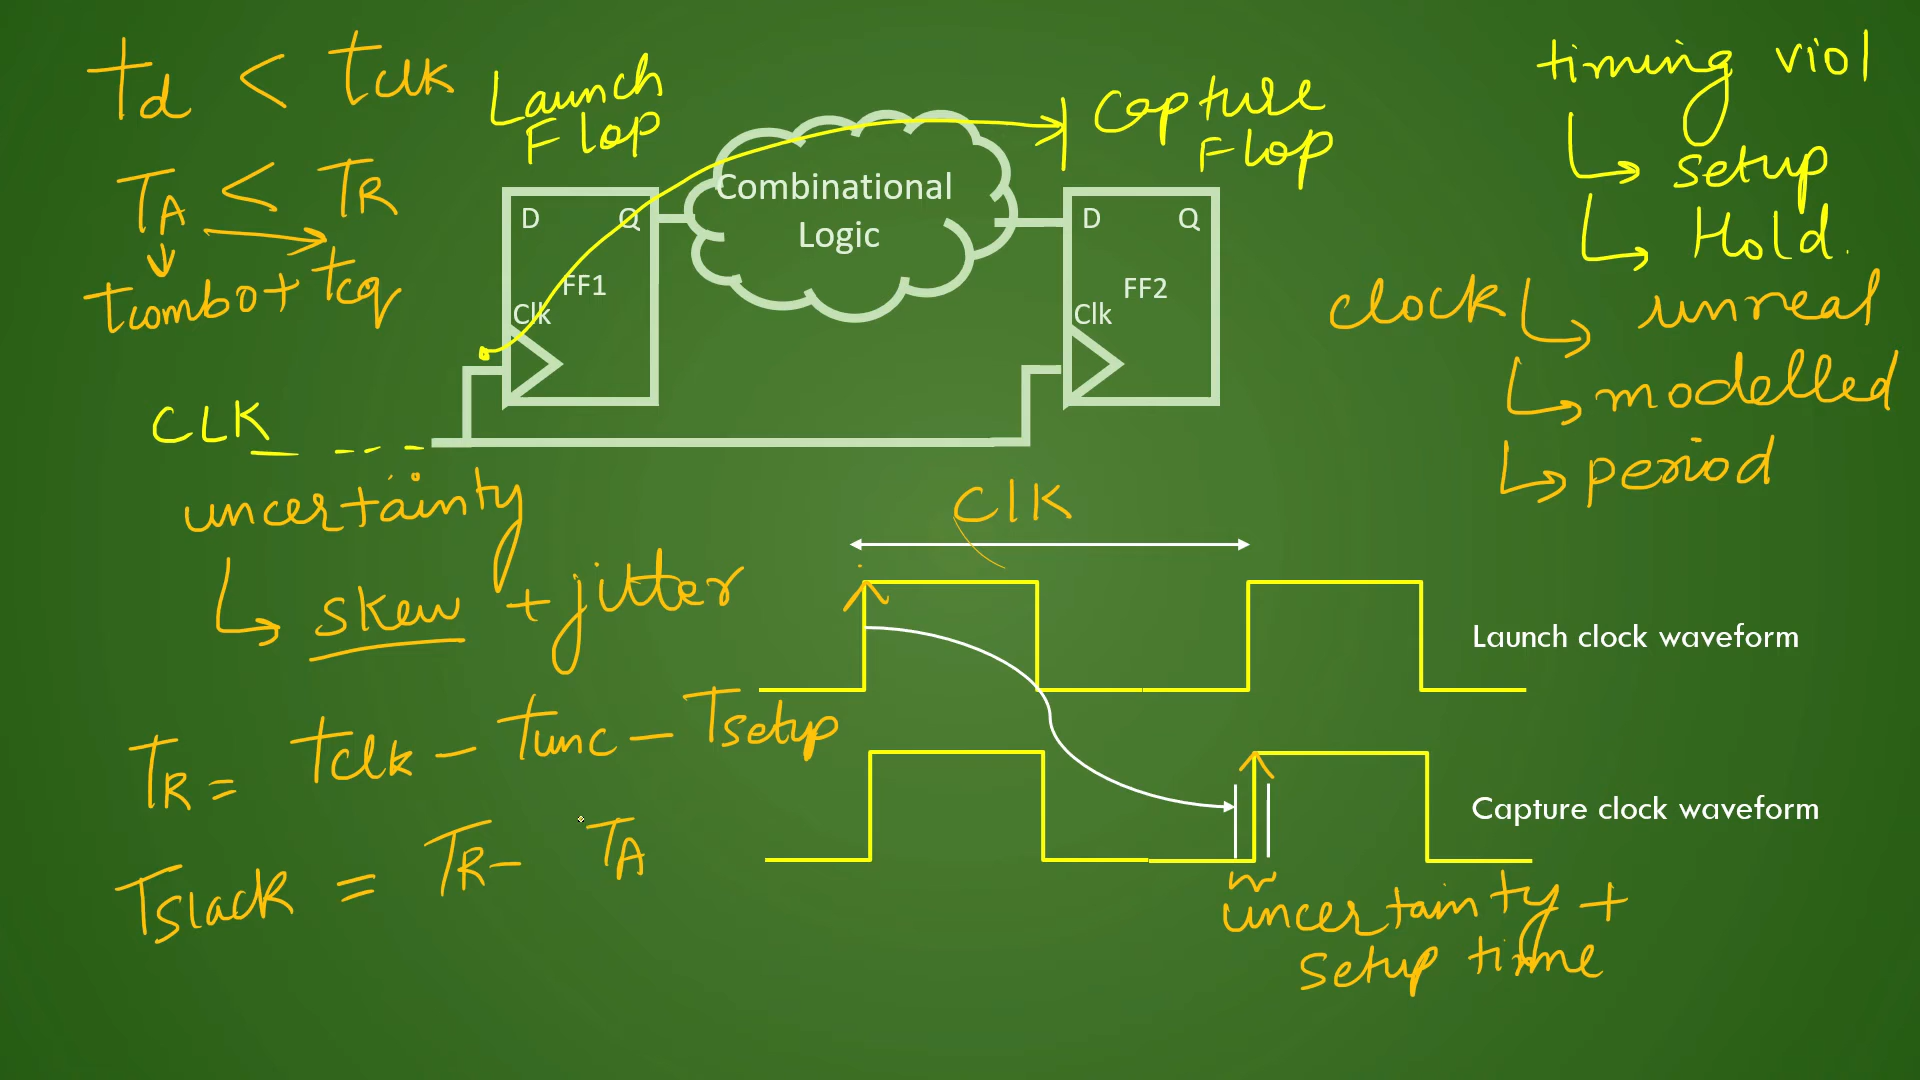 td < tclk
TA < TR
tcombo + tcq
Launch
Flop
Capture
Flop
Combinational
Logic
D Q
FF1
Clk
D Q
FF2
Clk
CLK
timing viol
setup
Hold.
clock
unreal
modelled
period
uncertainty
skew + jitter
TR = Tclk - Tunc - Tsetup
Tslack = TR - TA
ClK
Launch clock waveform
Capture clock waveform
uncertainty +
setup time